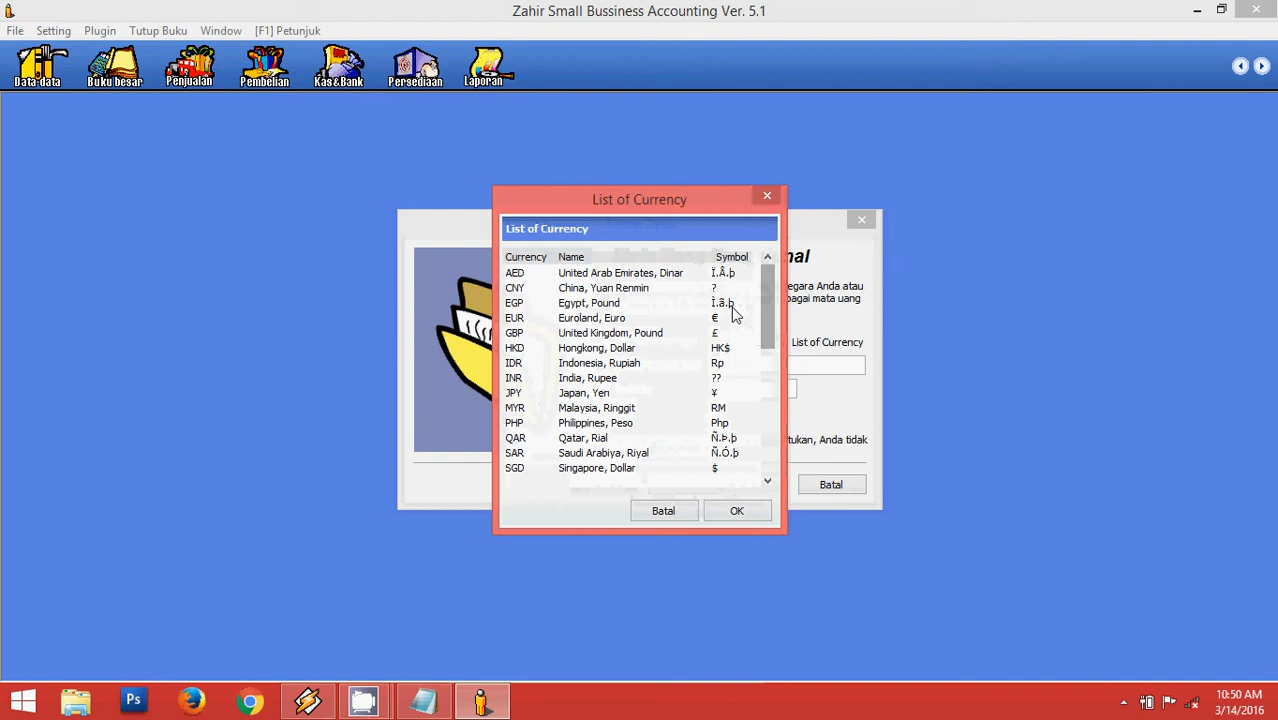 Zahir Small Bussiness Accounting Ver. 5.1
File Setting Plugin Tutup Buku Window [F1] Petunjuk
Data-data Buku besar Penjualan Pembelian Kas&Bank Persediaan Laporan
List of Currency
List of Currency
Currency Name Symbol
AED United Arab Emirates, Dinar Ï.Å.þ
CNY China, Yuan Renmin ?
EGP Egypt, Pound Ì.ã.þ
EUR Euroland, Euro €
GBP United Kingdom, Pound £
HKD Hongkong, Dollar HK$
IDR Indonesia, Rupiah Rp
INR India, Rupee ??
JPY Japan, Yen ¥
MYR Malaysia, Ringgit RM
PHP Philippines, Peso Php
QAR Qatar, Rial Ñ.Þ.þ
SAR Saudi Arabiya, Riyal Ñ.Ó.þ
SGD Singapore, Dollar $
Batal OK
nal
egara Anda atau
bagai mata uang
List of Currency
tukan, Anda tidak
Batal
Ps
10:50 AM
3/14/2016